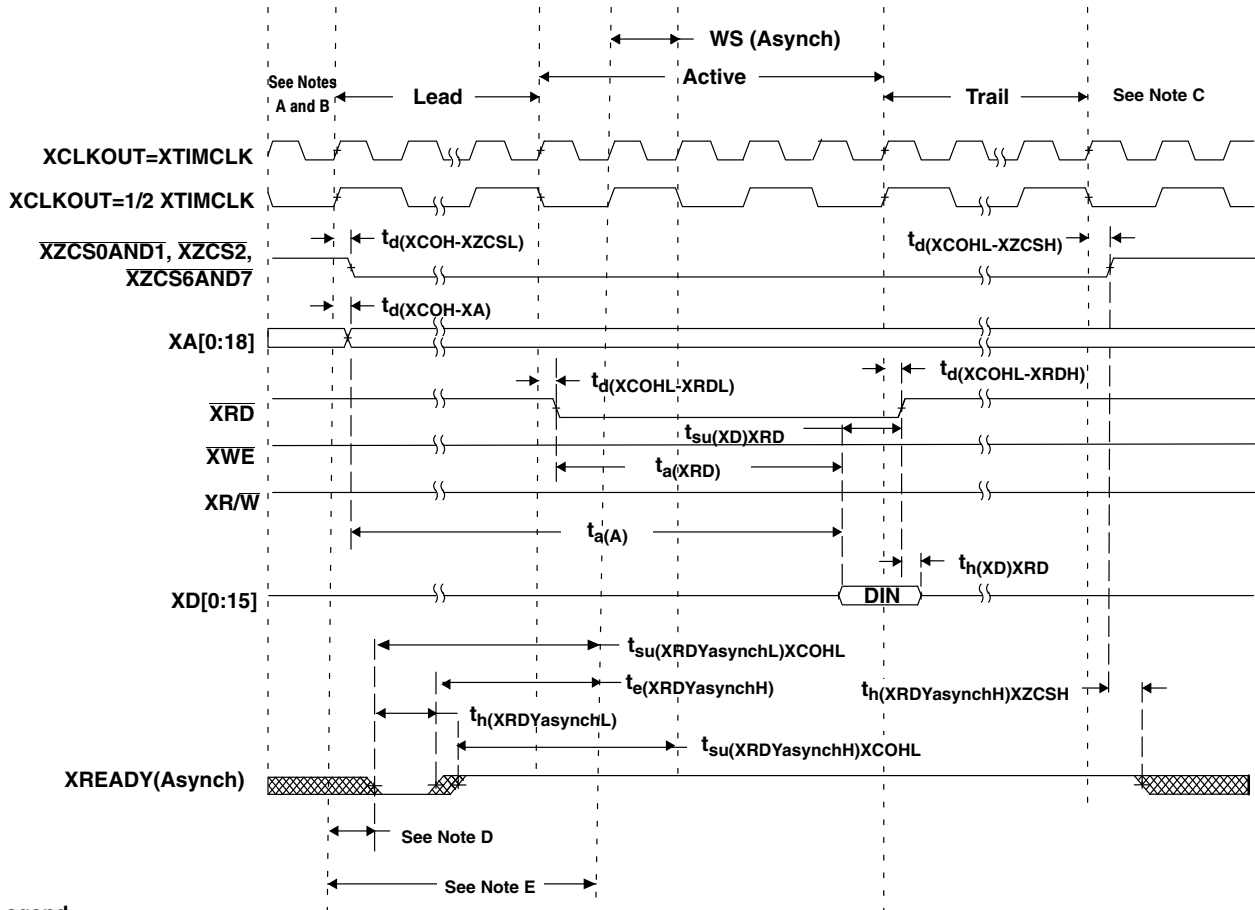 WS (Asynch)
Active
See Notes
A and B
Lead
Trail
See Note C
XCLKOUT=XTIMCLK
XCLKOUT=1/2 XTIMCLK
td(XCOH-XZCSL)
td(XCOHL-XZCSH)
XZCS0AND1, XZCS2,
XZCS6AND7
td(XCOH-XA)
XA[0:18]
td(XCOHL-XRDL)
td(XCOHL-XRDH)
XRD
tsu(XD)XRD
XWE
ta(XRD)
XR/W
ta(A)
th(XD)XRD
XD[0:15]
DIN
tsu(XRDYasynchL)XCOHL
te(XRDYasynchH)
th(XRDYasynchH)XZCSH
th(XRDYasynchL)
tsu(XRDYasynchH)XCOHL
XREADY(Asynch)
See Note D
See Note E